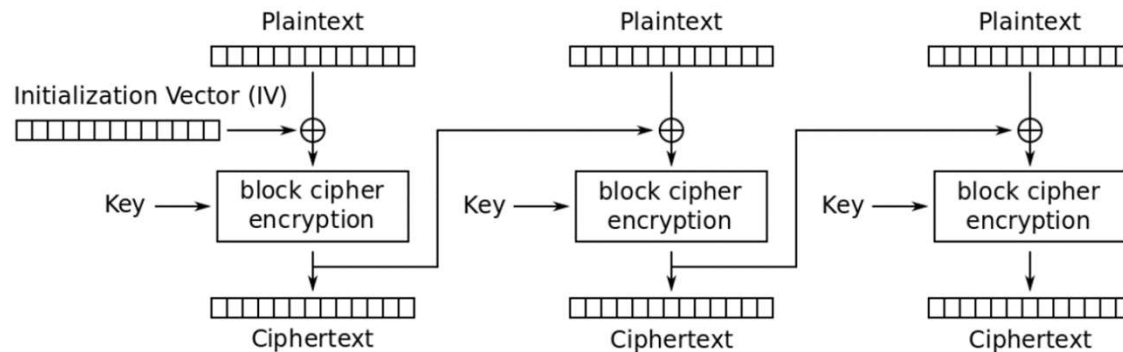 Plaintext
Plaintext
Plaintext
Initialization Vector (IV)
Key
block cipher
encryption
Key
block cipher
encryption
Key
block cipher
encryption
Ciphertext
Ciphertext
Ciphertext